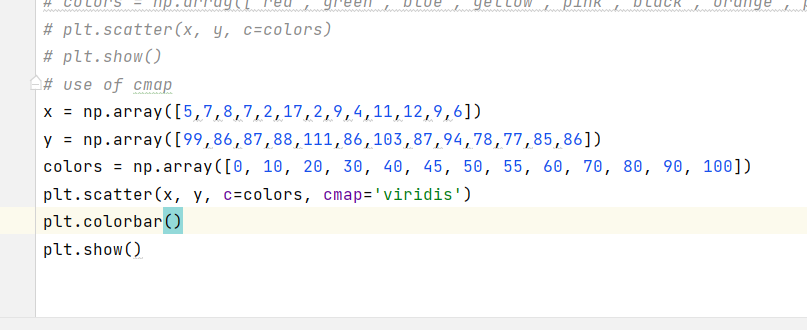 # colors = np.array(["red","green","blue","yellow","pink","black","orange","p
# plt.scatter(x, y, c=colors)
# plt.show()
# use of cmap
x = np.array([5,7,8,7,2,17,2,9,4,11,12,9,6])
y = np.array([99,86,87,88,111,86,103,87,94,78,77,85,86])
colors = np.array([0, 10, 20, 30, 40, 45, 50, 55, 60, 70, 80, 90, 100])
plt.scatter(x, y, c=colors, cmap='viridis')
plt.colorbar()
plt.show()